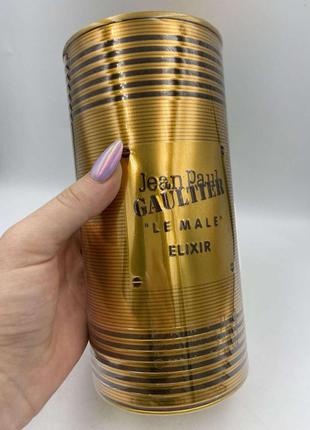 Jean Paul
GAULTIER
"LE MALE"
ELIXIR